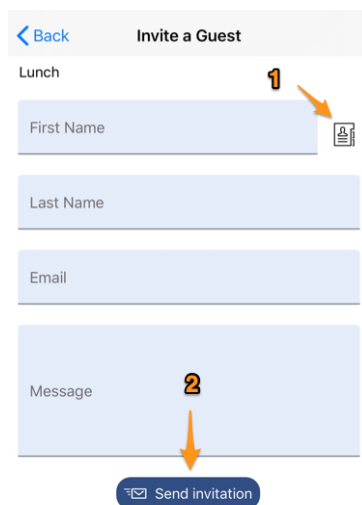 Back Invite a Guest
Lunch
1
First Name
Last Name
Email
Message
2
Send invitation